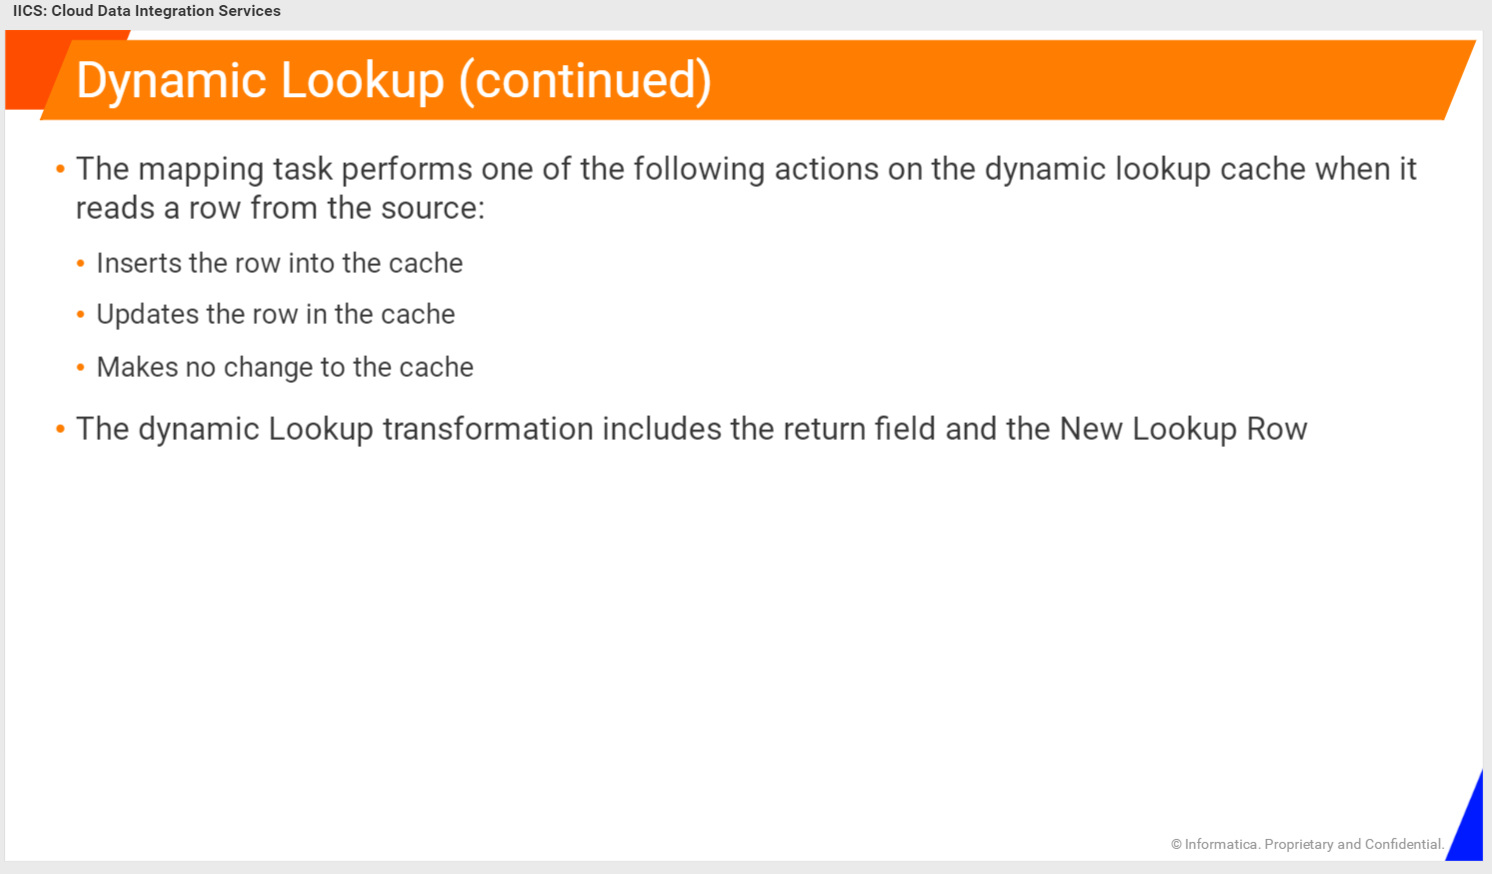 IICS: Cloud Data Integration Services
Dynamic Lookup (continued)
• The mapping task performs one of the following actions on the dynamic lookup cache when it
reads a row from the source:
• Inserts the row into the cache
• Updates the row in the cache
• Makes no change to the cache
• The dynamic Lookup transformation includes the return field and the New Lookup Row
© Informatica. Proprietary and Confidential.